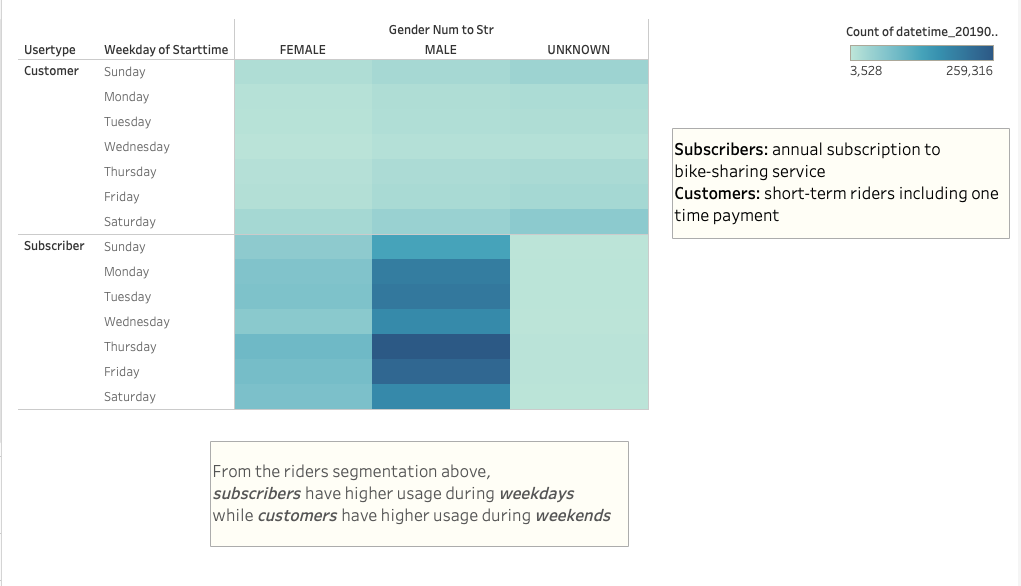 Gender Num to Str
Usertype Weekday of Starttime FEMALE MALE UNKNOWN
Customer Sunday
Monday
Tuesday
Wednesday
Thursday
Friday
Saturday
Subscriber Sunday
Monday
Tuesday
Wednesday
Thursday
Friday
Saturday
Count of datetime_20190..
3,528 259,316
Subscribers: annual subscription to
bike-sharing service
Customers: short-term riders including one
time payment
From the riders segmentation above,
subscribers have higher usage during weekdays
while customers have higher usage during weekends